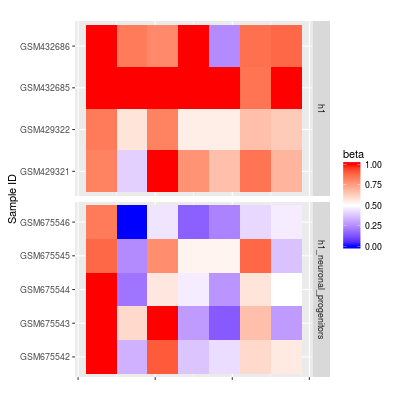 Sample ID
GSM432686
GSM432685
GSM429322
GSM429321
h1
GSM675546
GSM675545
GSM675544
GSM675543
GSM675542
h1_neuronal_progenitors
beta
1.00
0.75
0.50
0.25
0.00